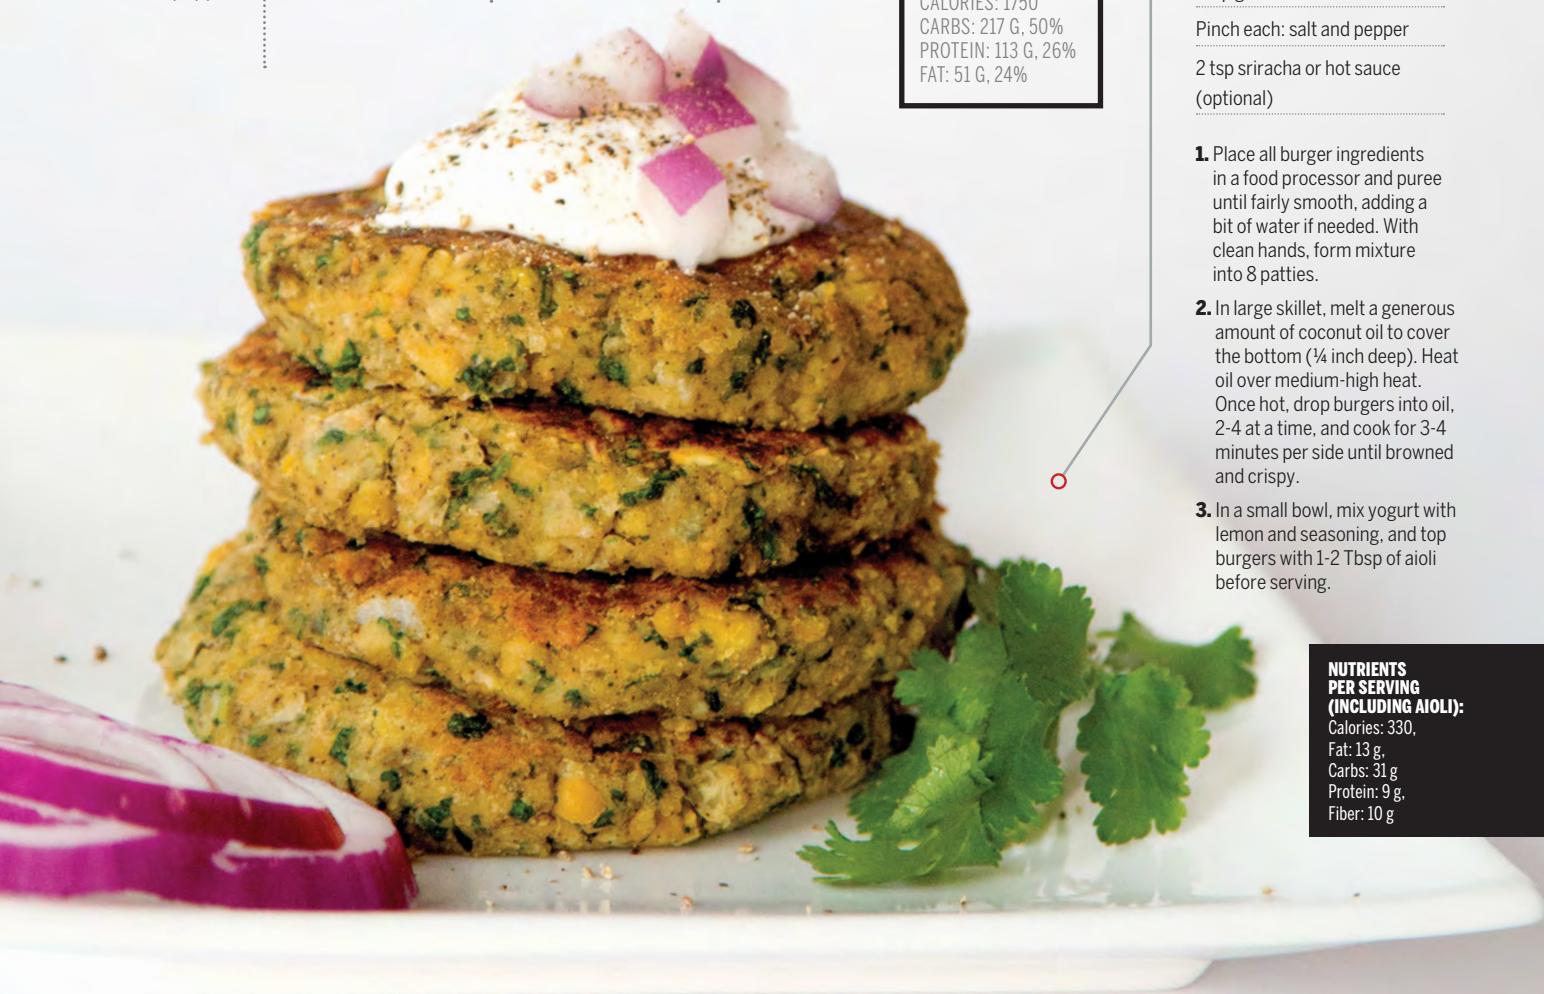 CALORIES: 1750
CARBS: 217 G, 50%
PROTEIN: 113 G, 26%
FAT: 51 G, 24%
Pinch each: salt and pepper
2 tsp sriracha or hot sauce
(optional)
1. Place all burger ingredients
in a food processor and puree
until fairly smooth, adding a
bit of water if needed. With
clean hands, form mixture
into 8 patties.
2. In large skillet, melt a generous
amount of coconut oil to cover
the bottom (¼ inch deep). Heat
oil over medium-high heat.
Once hot, drop burgers into oil,
2-4 at a time, and cook for 3-4
minutes per side until browned
and crispy.
3. In a small bowl, mix yogurt with
lemon and seasoning, and top
burgers with 1-2 Tbsp of aioli
before serving.
NUTRIENTS
PER SERVING
(INCLUDING AIOLI):
Calories: 330,
Fat: 13 g,
Carbs: 31 g
Protein: 9 g,
Fiber: 10 g